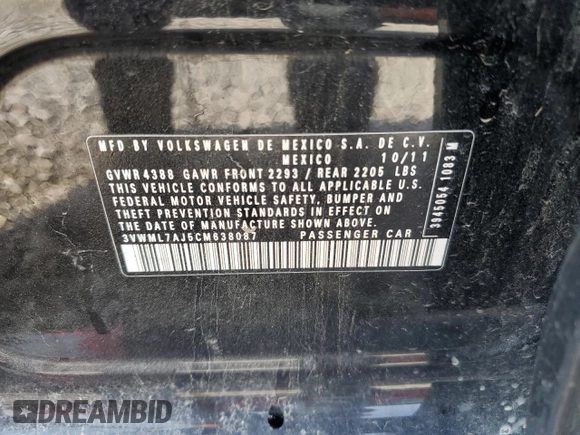 MFD BY VOLKSWAGEN DE MEXICO S.A. DE C.V.
MEXICO 10/11
GVWR 4388 GAWR FRONT 2293 / REAR 2205 LBS
THIS VEHICLE CONFORMS TO ALL APPLICABLE U.S.
FEDERAL MOTOR VEHICLE SAFETY, BUMPER AND
THEFT PREVENTION STANDARDS IN EFFECT ON THE
DATE OF MANUFACTURE SHOWN ABOVE.
3VWML7AJ5CM638087 PASSENGER CAR
3945054.1083 M
DREAMBID